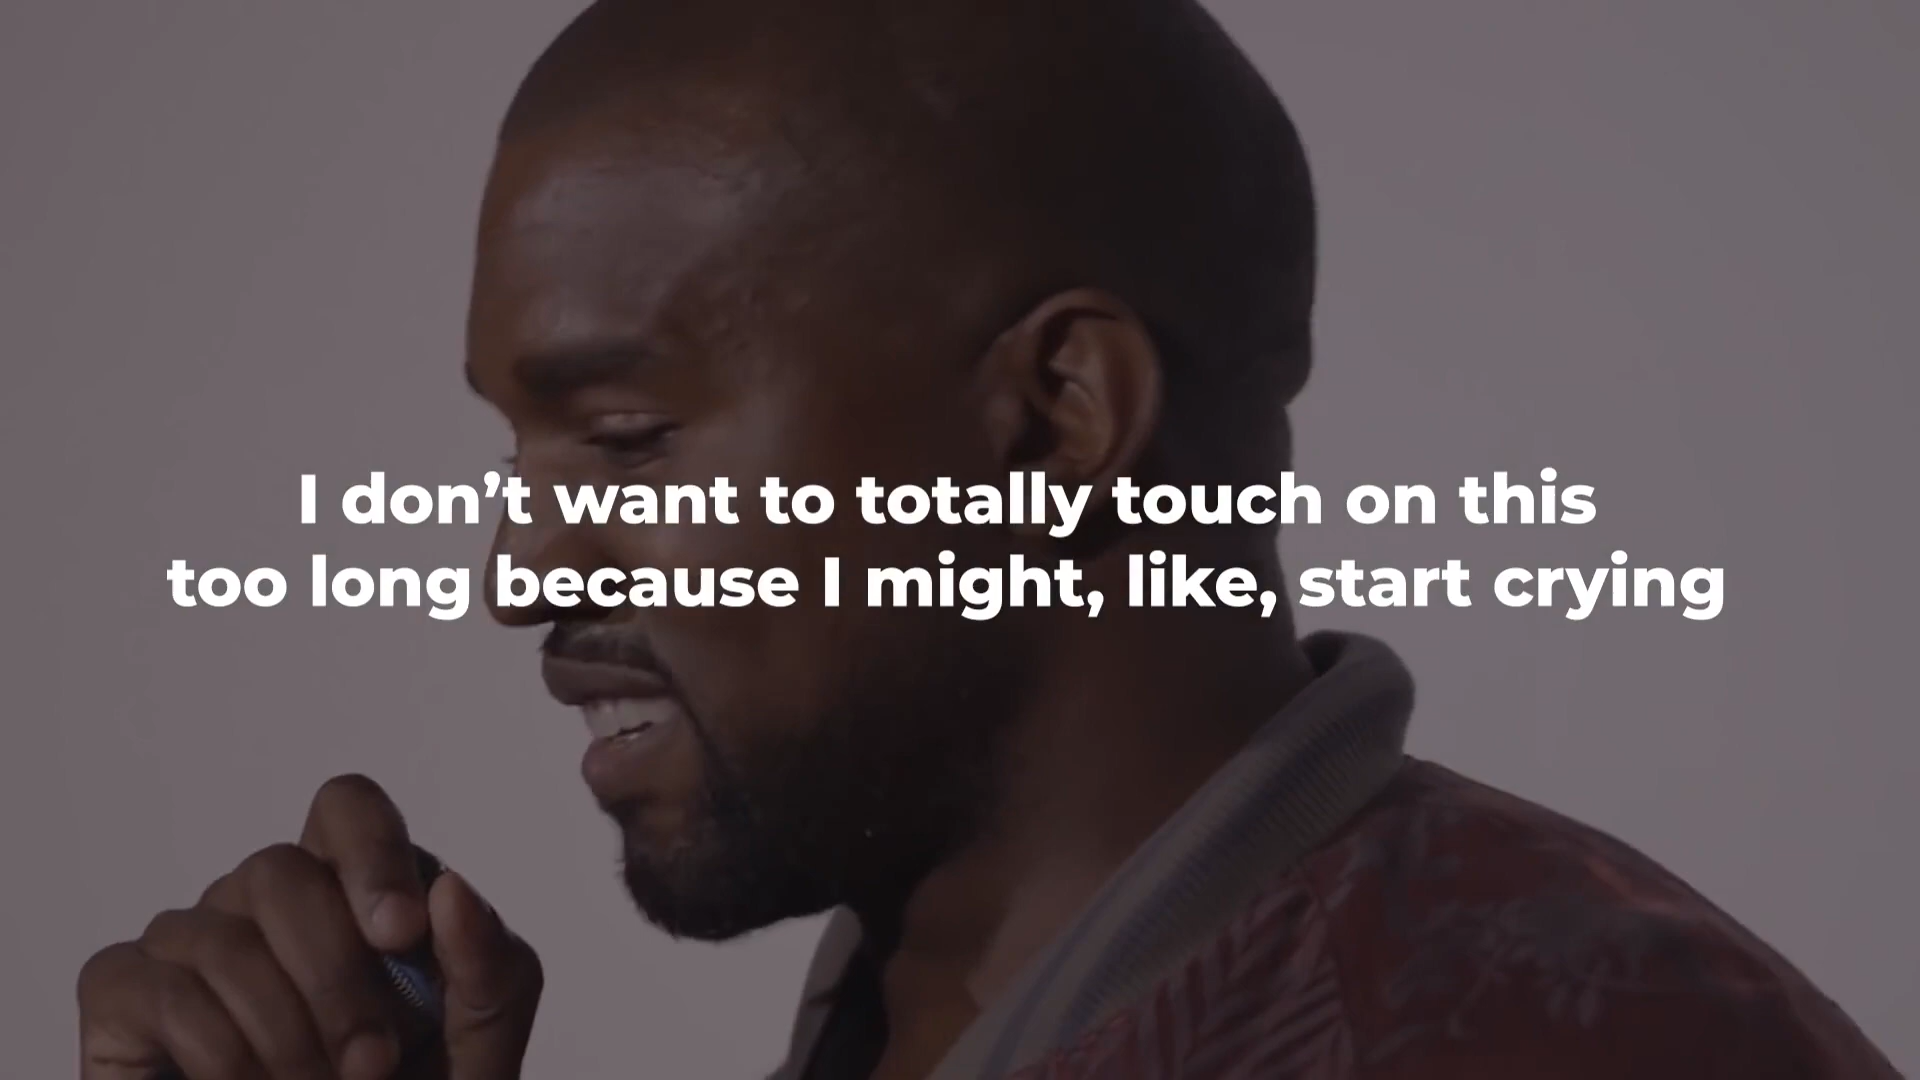 I don’t want to totally touch on this
too long because I might, like, start crying